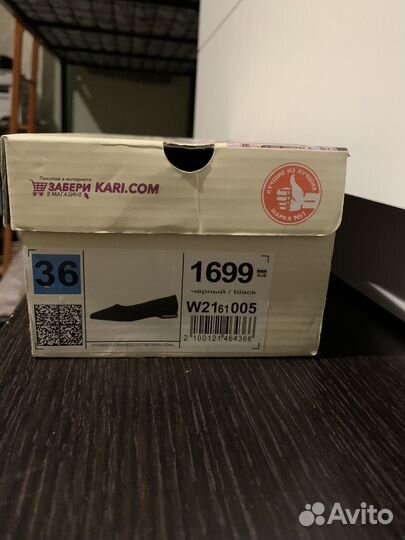 Покупай в интернете
ЗАБЕРИ KARI.COM
В МАГАЗИНЕ
ЛУЧШИЕ ИЗ ЛУЧШИХ
МАРКА №1
36
1699=
RUB
черный / black
W2161005
2 100121 464366
Avito